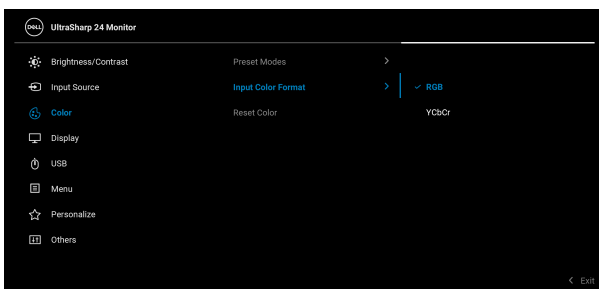 DELL UltraSharp 24 Monitor
Brightness/Contrast Preset Modes
Input Source Input Color Format RGB
Color Reset Color YCbCr
Display
USB
Menu
Personalize
Others
Exit